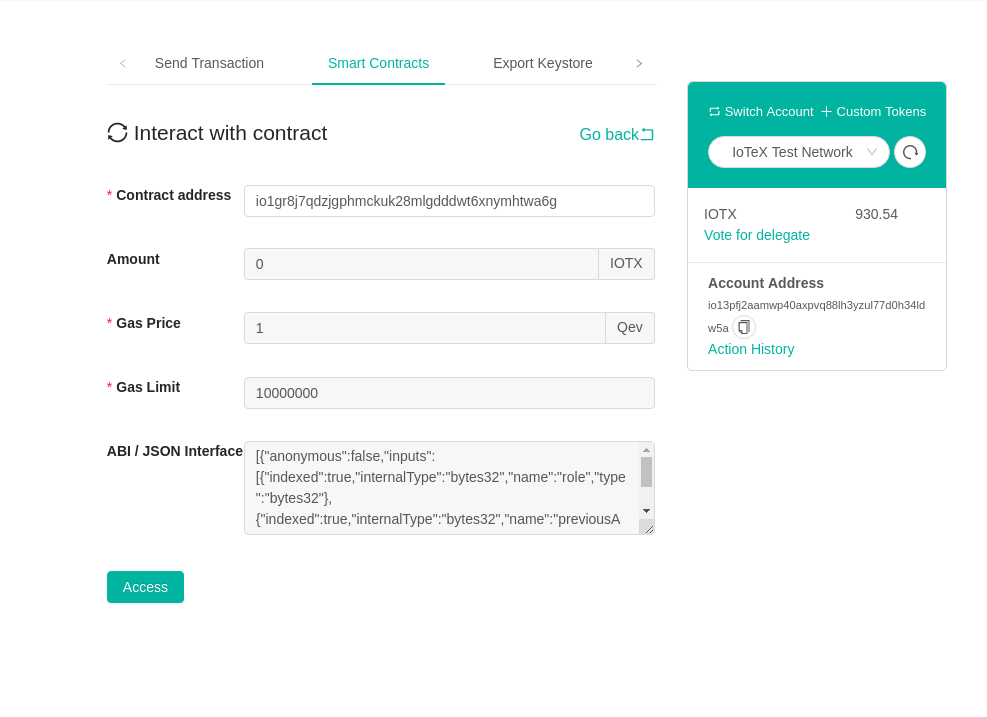 Send Transaction
Smart Contracts
Export Keystore
Interact with contract
Go back
* Contract address
io1gr8j7qdzjgphmckuk28mlgdddwt6xnymhtwa6g
Amount
0
IOTX
* Gas Price
1
Qev
* Gas Limit
10000000
ABI / JSON Interface
[{"anonymous":false,"inputs":
[{"indexed":true,"internalType":"bytes32","name":"role","type
":"bytes32"},
{"indexed":true,"internalType":"bytes32","name":"previousA
Access
Switch Account
Custom Tokens
IoTeX Test Network
IOTX
930.54
Vote for delegate
Account Address
io13pfj2aamwp40axpvq88lh3yzul77d0h34ld
w5a
Action History